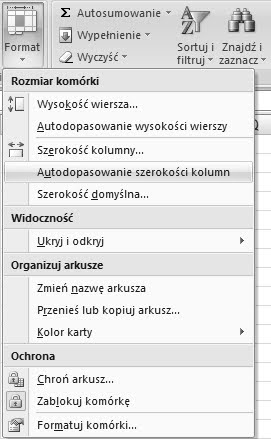 Format
Σ Autosumowanie
Wypełnienie
Wyczyść
Sortuj i
filtruj
Znajdź i
zaznacz
Rozmiar komórki
Wysokość wiersza...
Autodopasowanie wysokości wierszy
Szerokość kolumny...
Autodopasowanie szerokości kolumn
Szerokość domyślna...
Widoczność
Ukryj i odkryj
Organizuj arkusze
Zmień nazwę arkusza
Przenieś lub kopiuj arkusz...
Kolor karty
Ochrona
Chroń arkusz...
Zablokuj komórkę
Formatuj komórki...